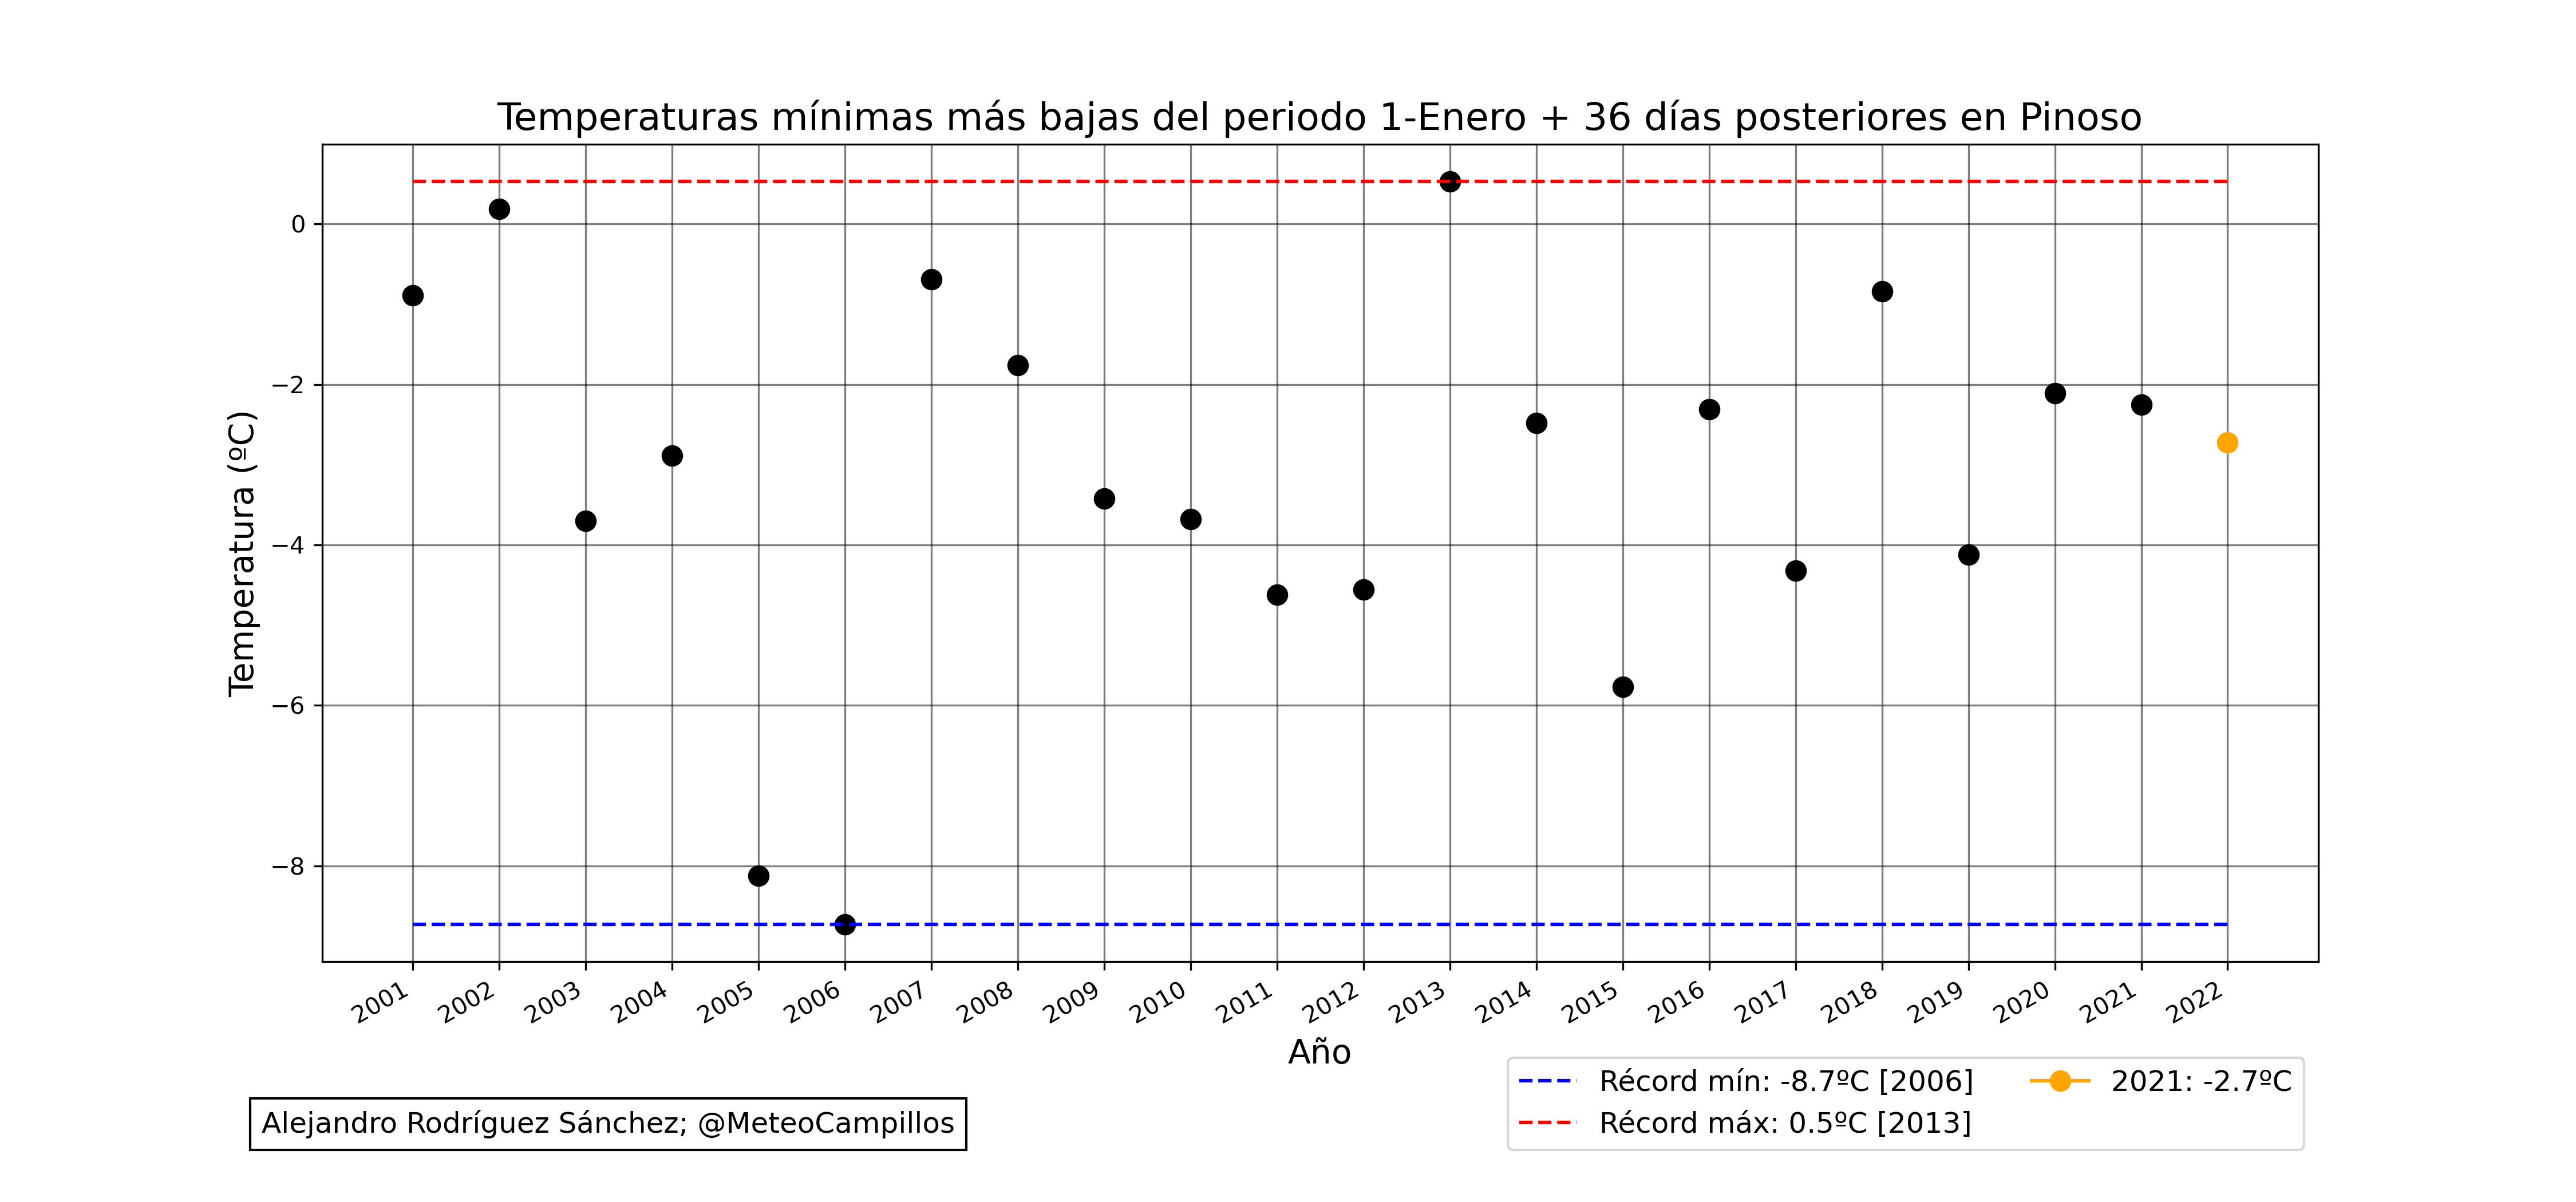 Temperaturas mínimas más bajas del periodo 1-Enero + 36 días posteriores en Pinoso
Temperatura (ºC)
0
−2
−4
−6
−8
2001 2002 2003 2004 2005 2006 2007 2008 2009 2010 2011 2012 2013 2014 2015 2016 2017 2018 2019 2020 2021 2022
Año
Récord mín: -8.7ºC [2006]
Récord máx: 0.5ºC [2013]
2021: -2.7ºC
Alejandro Rodríguez Sánchez; @MeteoCampillos